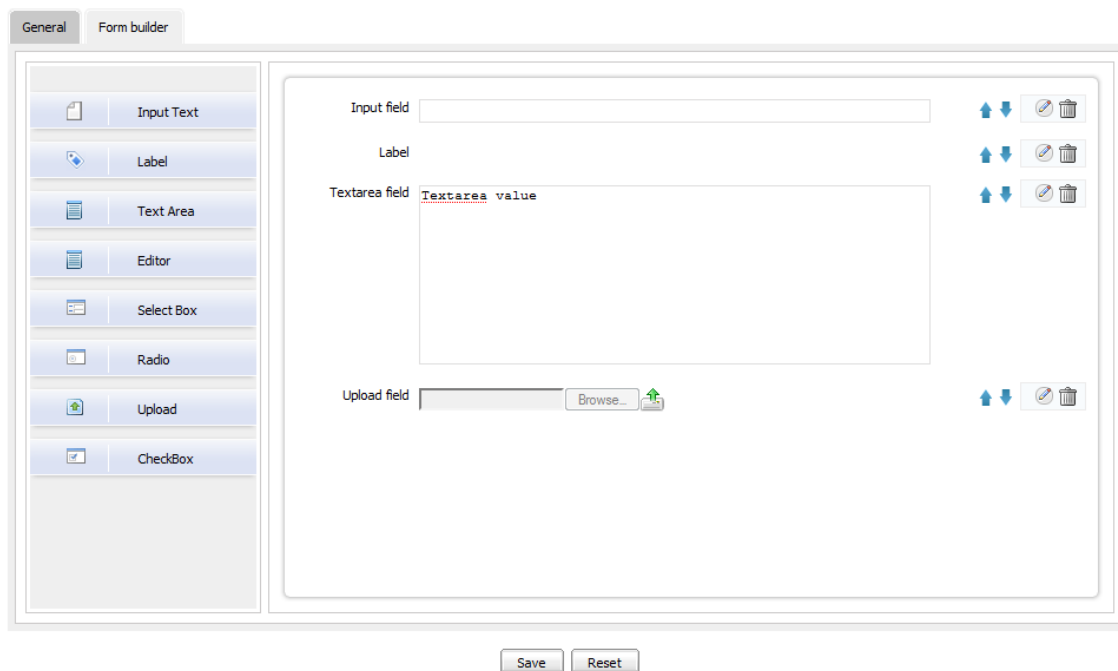 General
Form builder
Input Text
Label
Text Area
Editor
Select Box
Radio
Upload
CheckBox
Input field
Label
Textarea field
Textarea value
Upload field
Browse...
Save
Reset